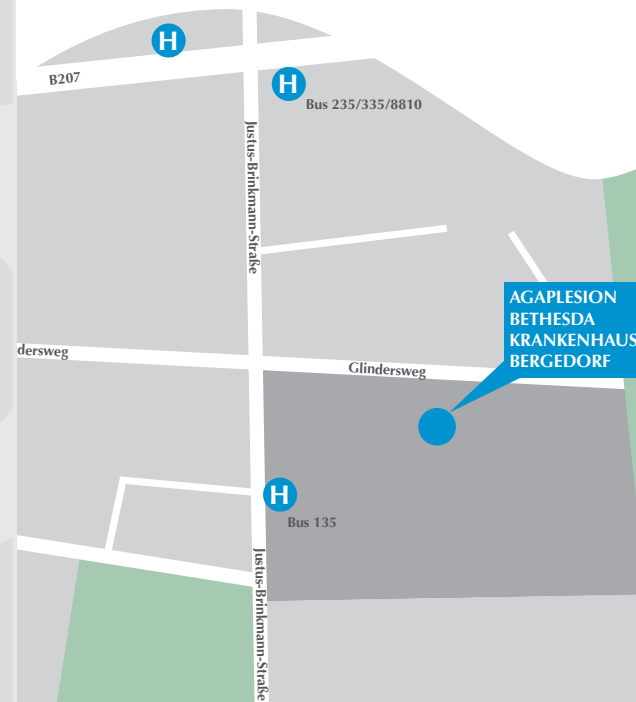 H
B207
H
Bus 235/335/8810
Justus-Brinkmann-Straße
AGAPLESION
BETHESDA
KRANKENHAUS
BERGEDORF
dersweg
Glindersweg
H
Bus 135
Justus-Brinkmann-Straße